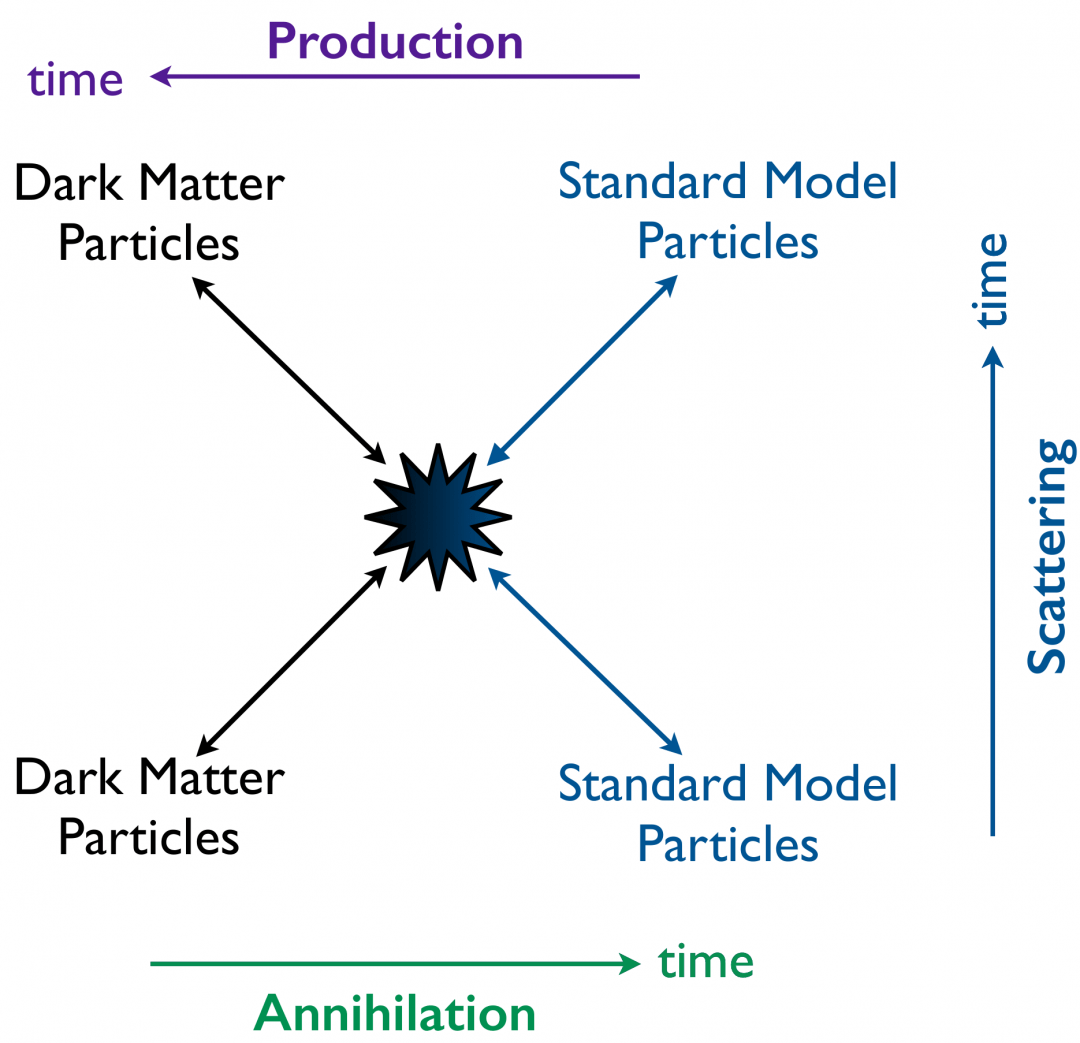 Production
time
Dark Matter
Particles
Standard Model
Particles
time
Scattering
Dark Matter
Particles
Standard Model
Particles
time
Annihilation